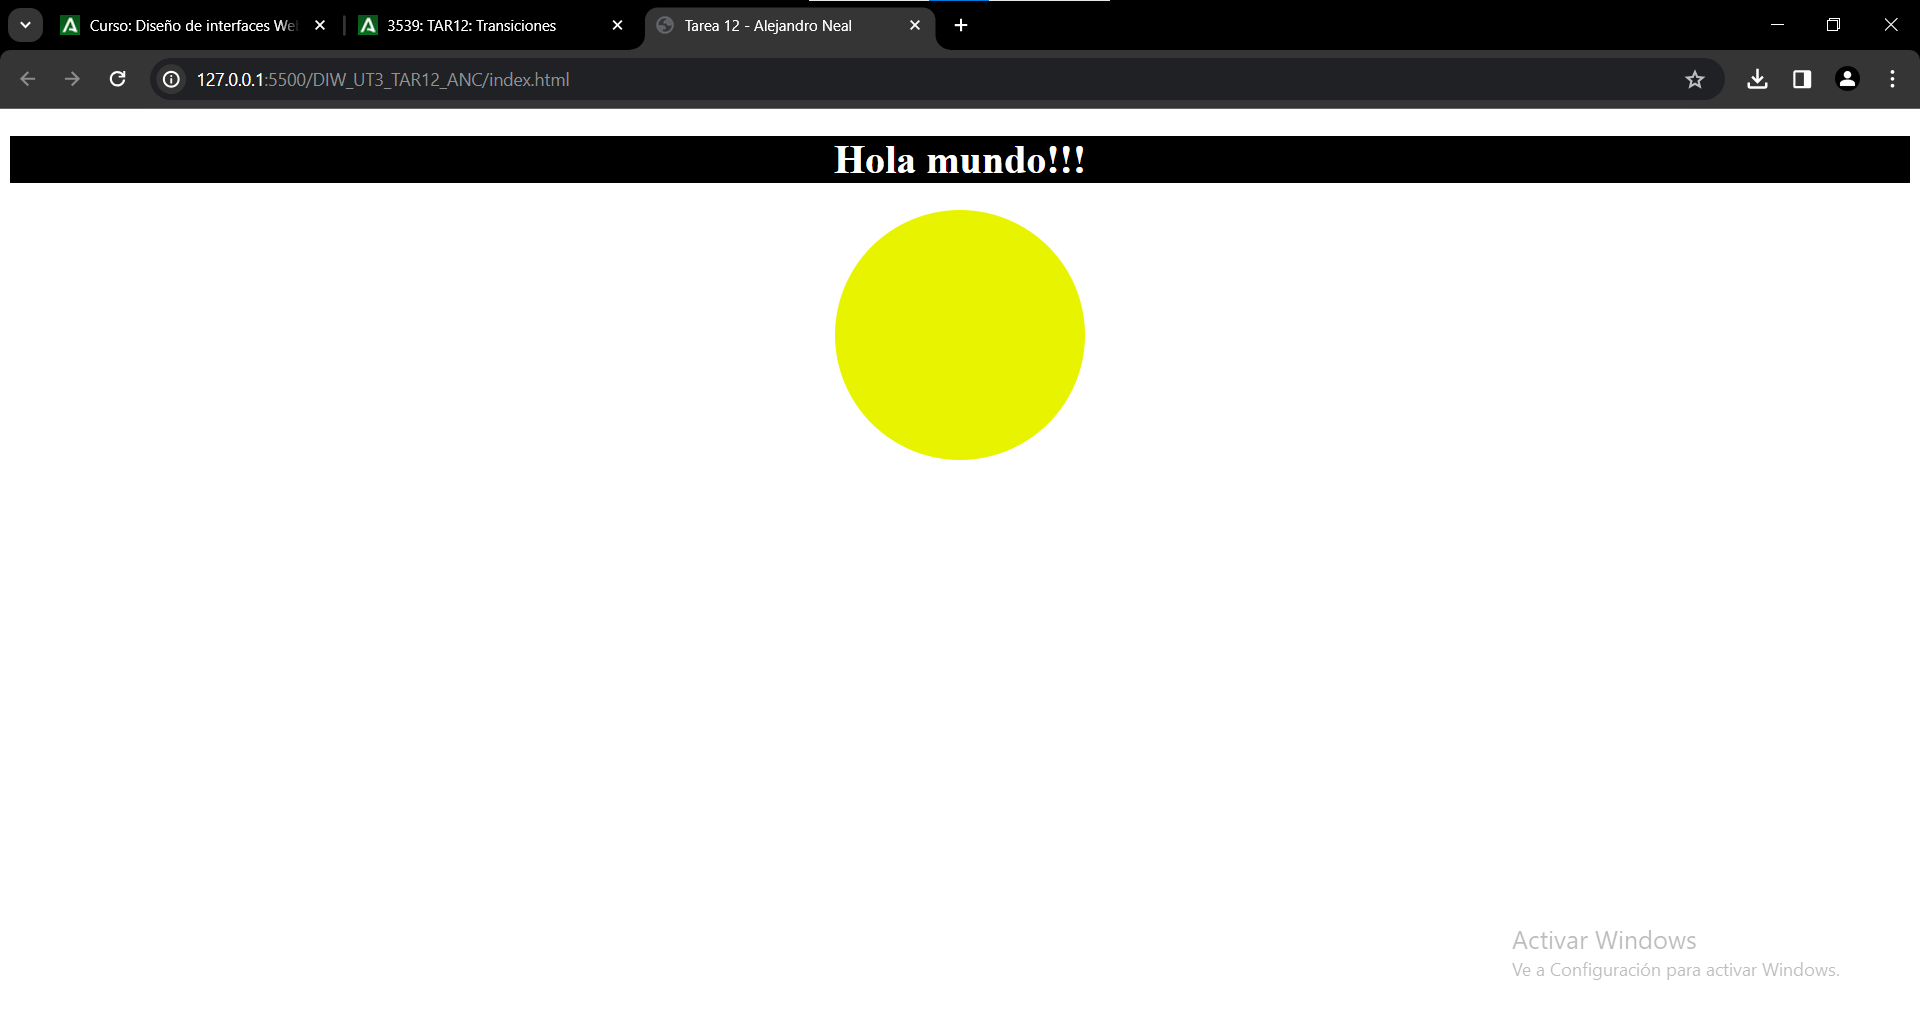 Curso: Diseño de interfaces We
3539: TAR12: Transiciones
Tarea 12 - Alejandro Neal
127.0.0.1:5500/DIW_UT3_TAR12_ANC/index.html
Hola mundo!!!
Activar Windows
Ve a Configuración para activar Windows.